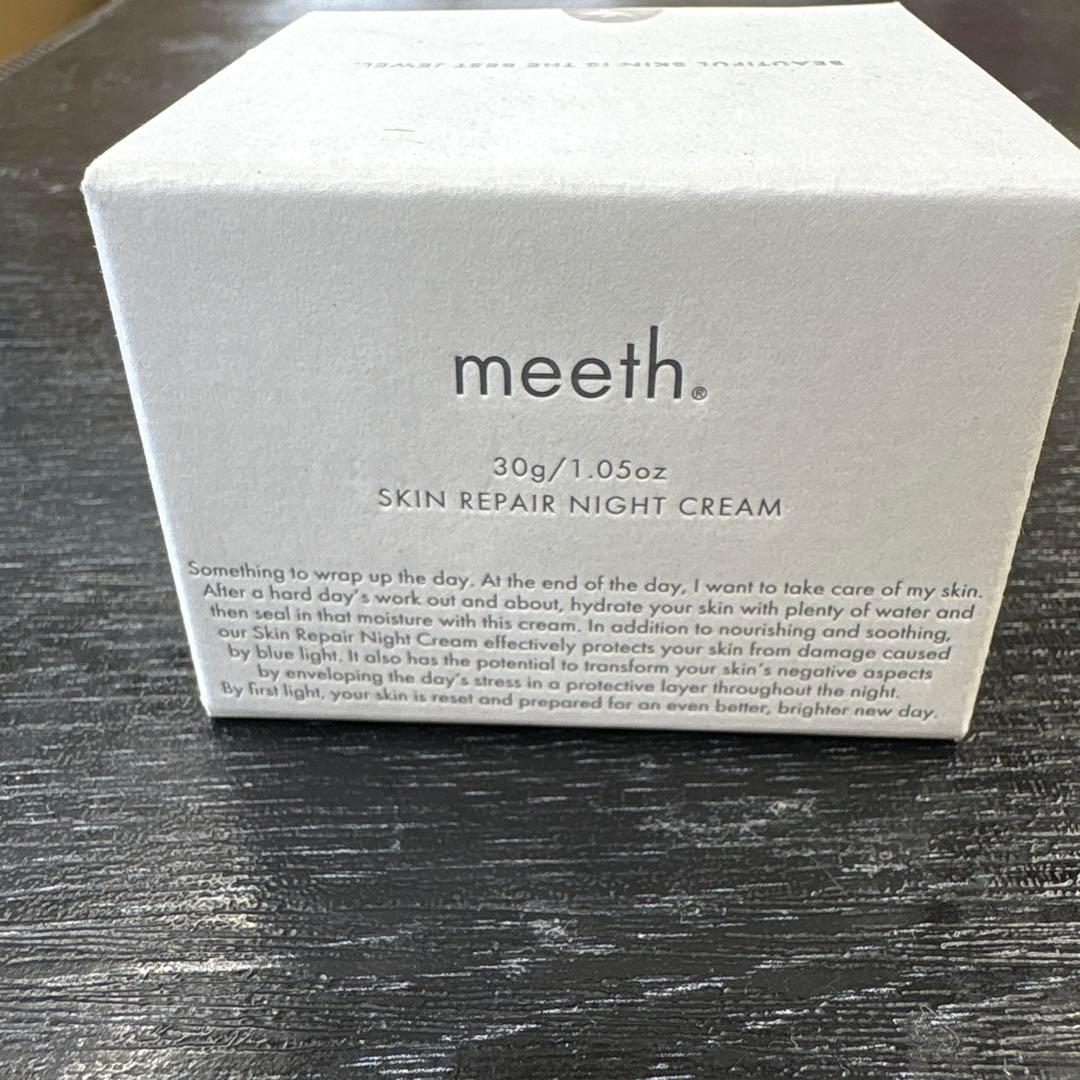 BEAUTIFUL SKIN IS THE BEST JEWEL.
meeth.®
30g/1.05oz
SKIN REPAIR NIGHT CREAM
Something to wrap up the day. At the end of the day, I want to take care of my skin.
After a hard day's work out and about, hydrate your skin with plenty of water and
then seal in that moisture with this cream. In addition to nourishing and soothing,
our Skin Repair Night Cream effectively protects your skin from damage caused
by blue light. It also has the potential to transform your skin's negative aspects
by enveloping the day's stress in a protective layer throughout the night.
By first light, your skin is reset and prepared for an even better, brighter new day.